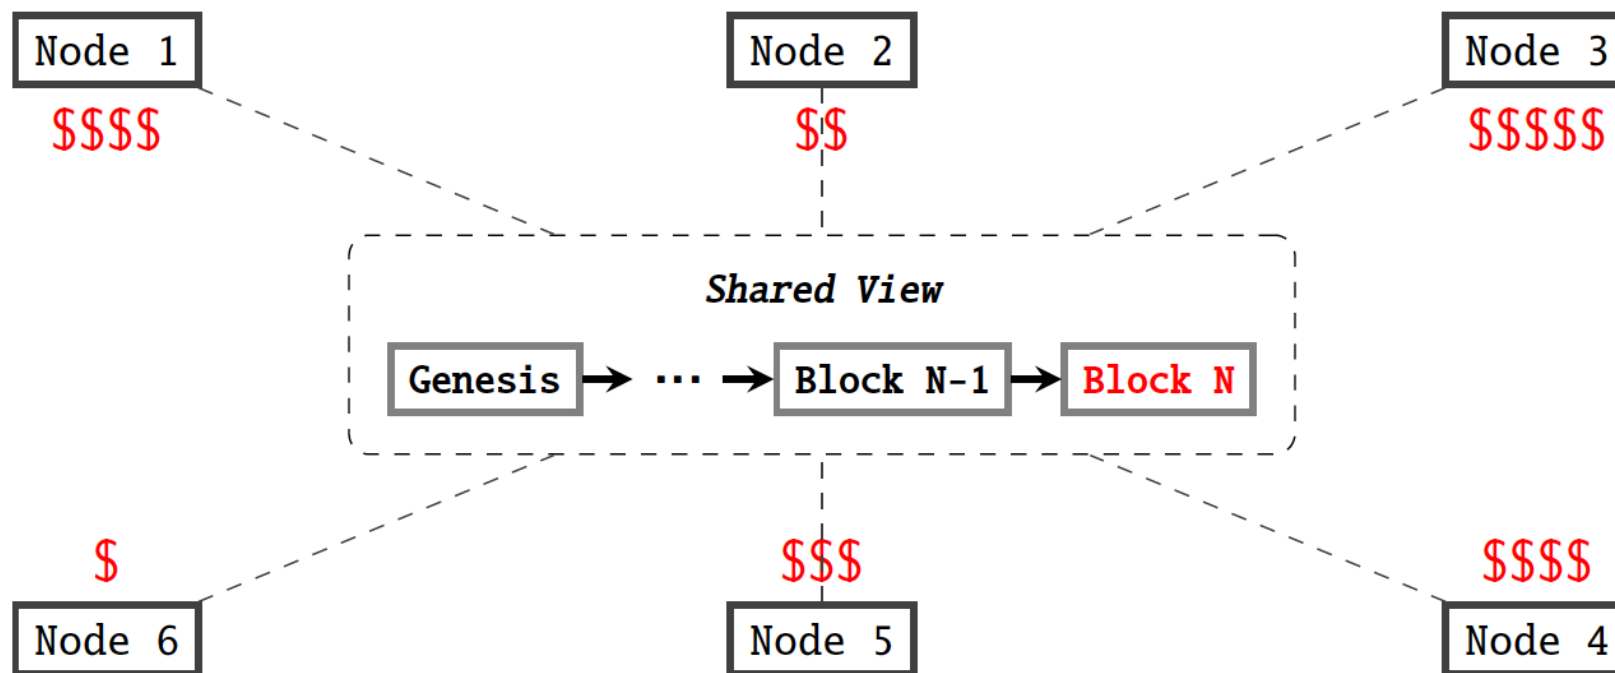 Node 1 Node 2 Node 3
$$$$ $$ $$$$$
Shared View
Genesis ... Block N-1 Block N
$ $$$ $$$$
Node 6 Node 5 Node 4